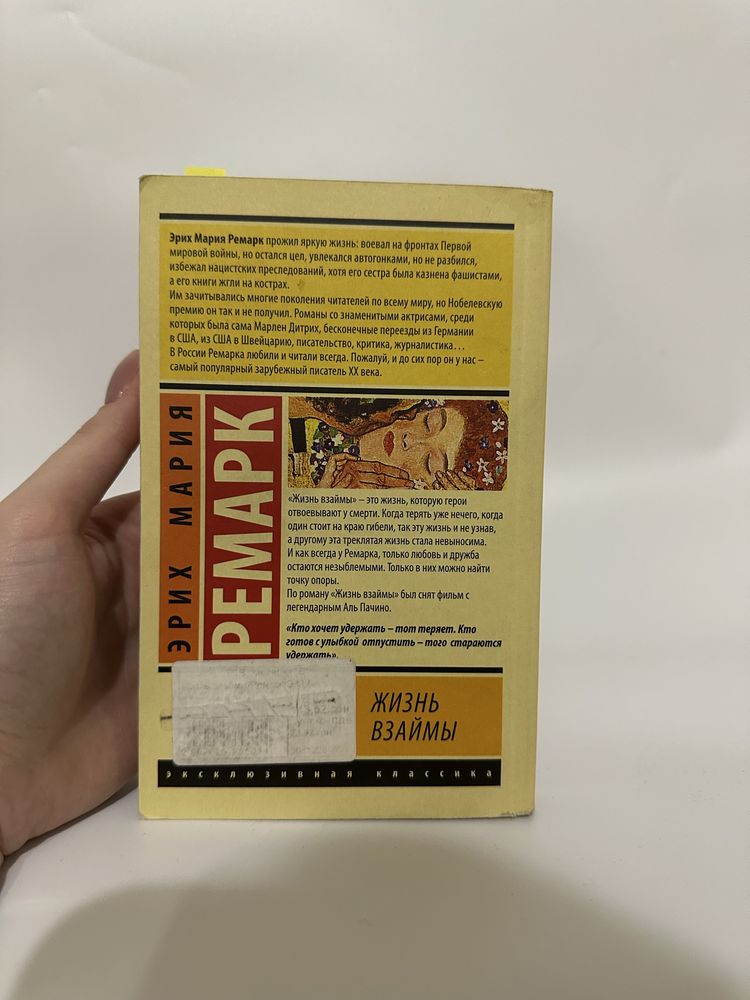 Эрих Мария Ремарк прожил яркую жизнь: воевал на фронтах Первой
мировой войны, но остался цел, увлекался автогонками, но не разбился,
избежал нацистских преследований, хотя его сестра была казнена фашистами,
а его книги жгли на кострах.
Им зачитывались многие поколения читателей по всему миру, но Нобелевскую
премию он так и не получил. Романы со знаменитыми актрисами, среди
которых была сама Марлен Дитрих, бесконечные переезды из Германии
в США, из США в Швейцарию, писательство, критика, журналистика...
В России Ремарка любили и читали всегда. Пожалуй, и до сих пор он у нас –
самый популярный зарубежный писатель XX века.
ЭРИХ МАРИЯ
РЕМАРК
«Жизнь взаймы» – это жизнь, которую герои
отвоевывают у смерти. Когда терять уже нечего, когда
один стоит на краю гибели, так эту жизнь и не узнав,
а другому эта треклятая жизнь стала невыносима.
И как всегда у Ремарка, только любовь и дружба
остаются незыблемыми. Только в них можно найти
точку опоры.
По роману «Жизнь взаймы» был снят фильм с
легендарным Аль Пачино.
«Кто хочет удержать – тот теряет. Кто
готов с улыбкой отпустить – того стараются
удержать».
ЖИЗНЬ
ВЗАЙМЫ
эксклюзивная классика